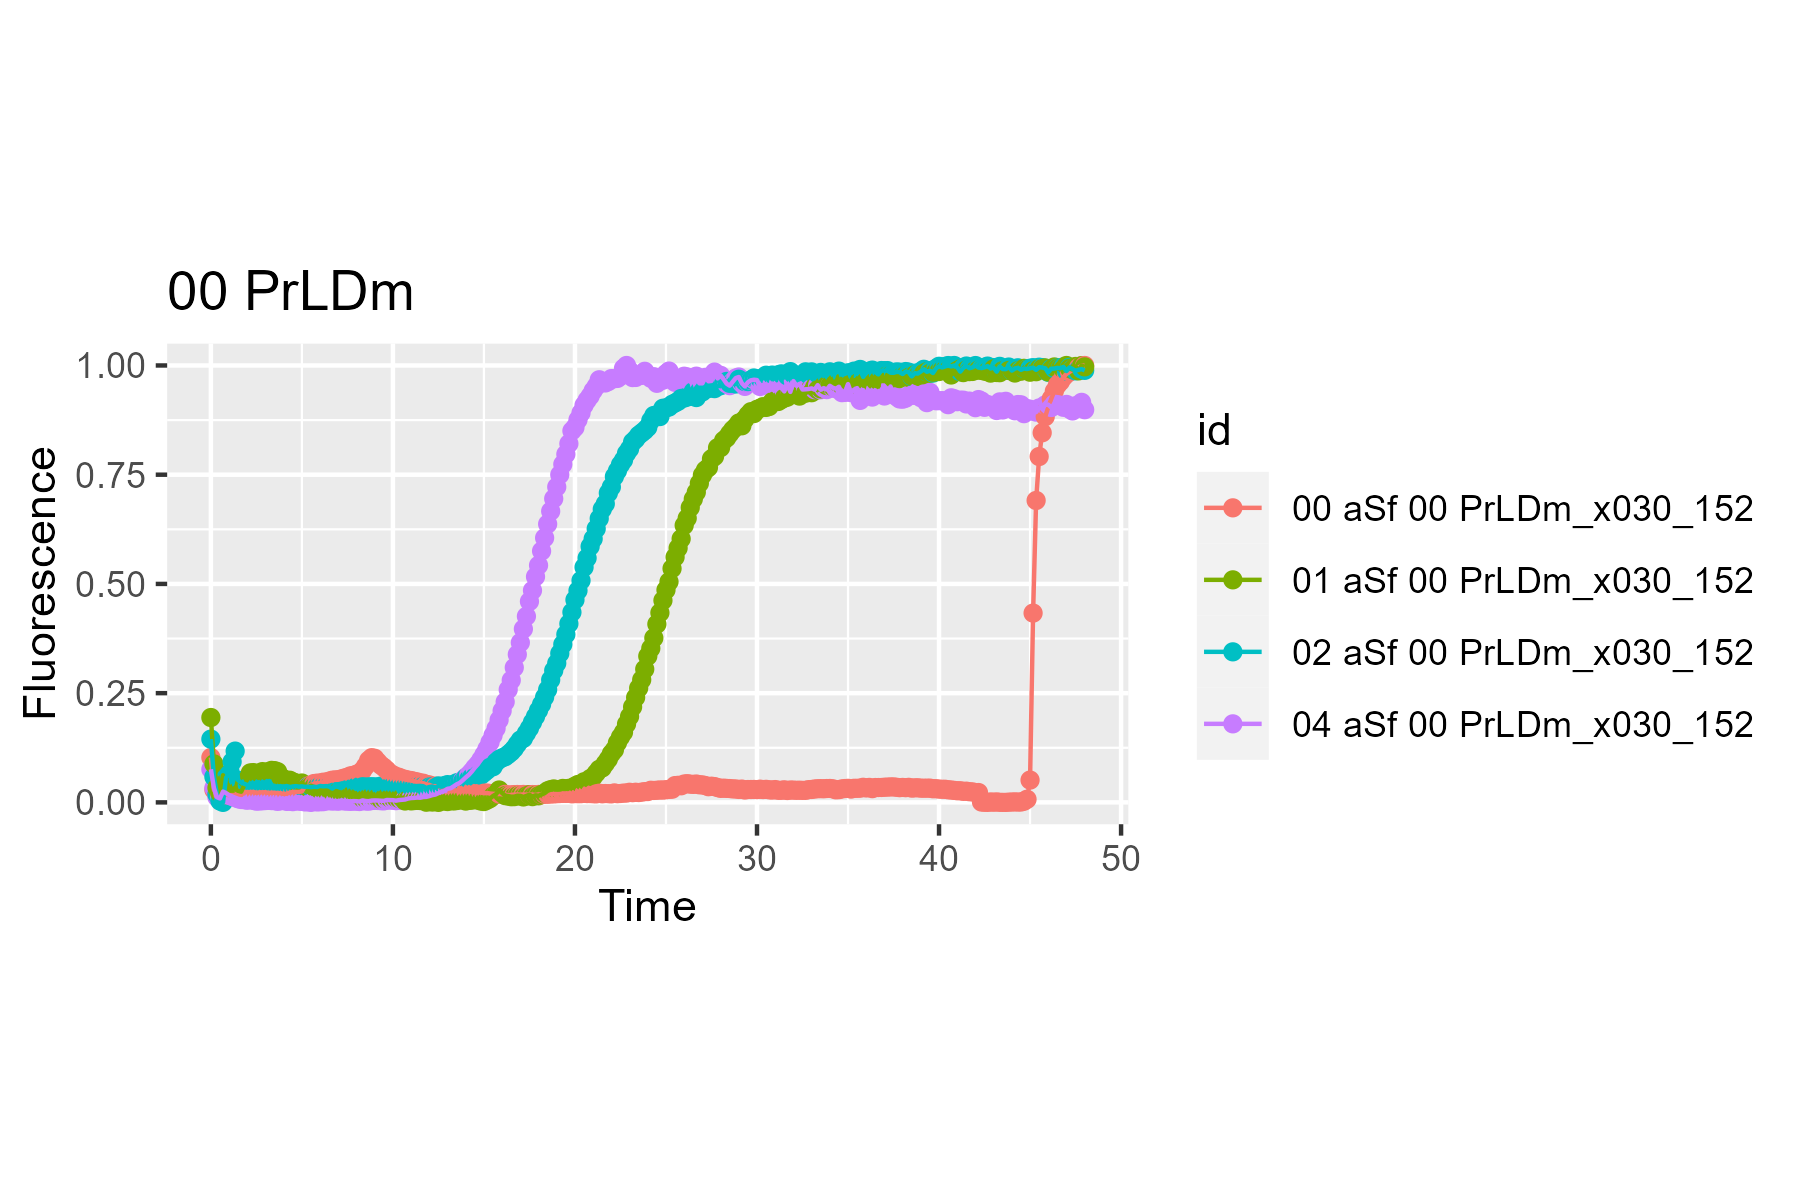 00 PrLDm
1.00
0.75
0.50
0.25
0.00
Fluorescence
0 10 20 30 40 50
Time
id
00 aSf 00 PrLDm_x030_152
01 aSf 00 PrLDm_x030_152
02 aSf 00 PrLDm_x030_152
04 aSf 00 PrLDm_x030_152